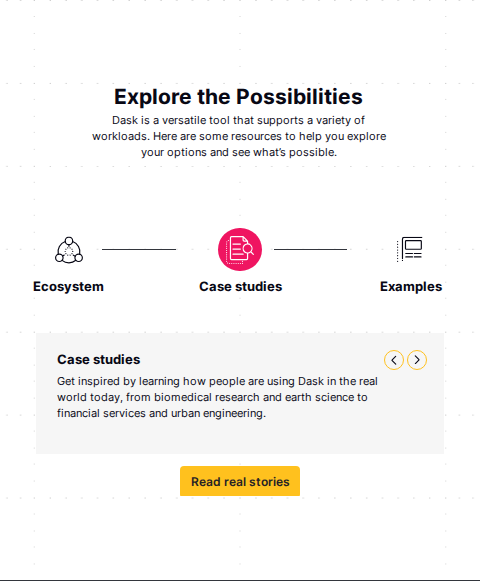 Explore the Possibilities
Dask is a versatile tool that supports a variety of
workloads. Here are some resources to help you explore
your options and see what’s possible.
Ecosystem
Case studies
Examples
Case studies
Get inspired by learning how people are using Dask in the real
world today, from biomedical research and earth science to
financial services and urban engineering.
Read real stories